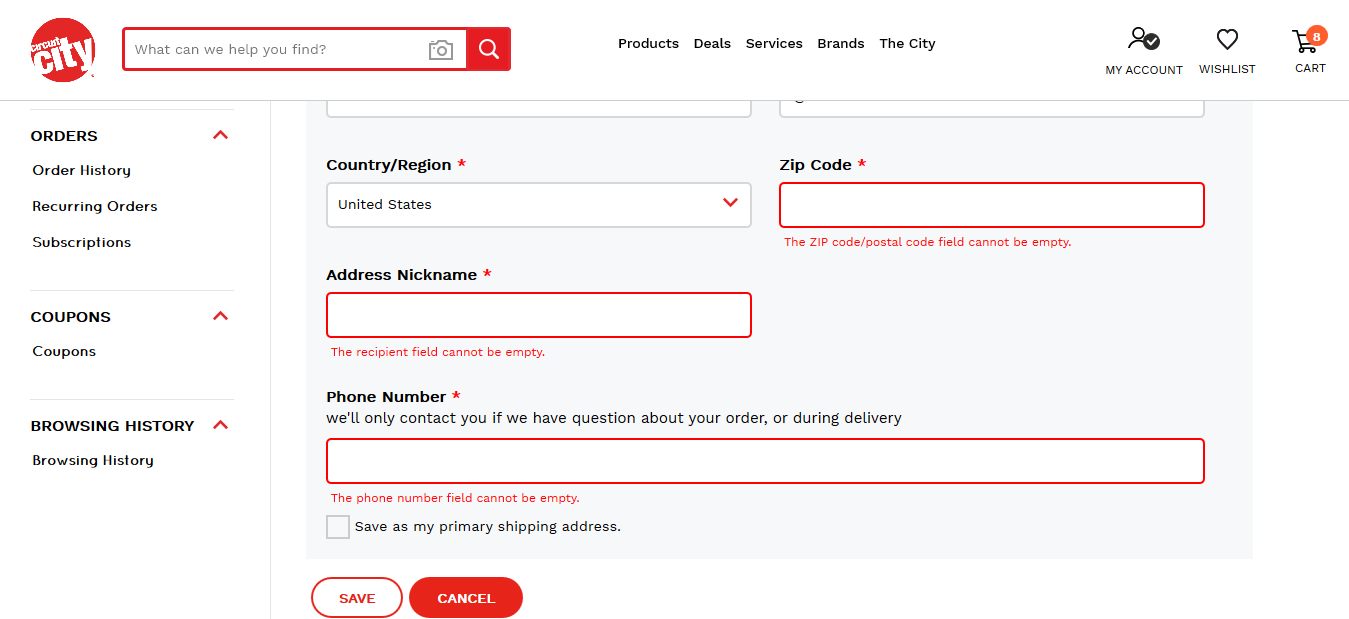 circuit
city
What can we help you find?
Products
Deals
Services
Brands
The City
MY ACCOUNT
WISHLIST
8
CART
ORDERS
Order History
Recurring Orders
Subscriptions
COUPONS
Coupons
BROWSING HISTORY
Browsing History
Country/Region *
United States
Zip Code *
The ZIP code/postal code field cannot be empty.
Address Nickname *
The recipient field cannot be empty.
Phone Number *
we'll only contact you if we have question about your order, or during delivery
The phone number field cannot be empty.
Save as my primary shipping address.
SAVE
CANCEL